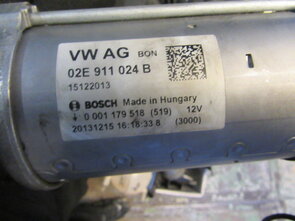 VW AG BQN
02E 911 024 B
15122013
BOSCH Made in Hungary
0 001 179 518 (519) 12V
20131215 16.18:33 8 (3000)